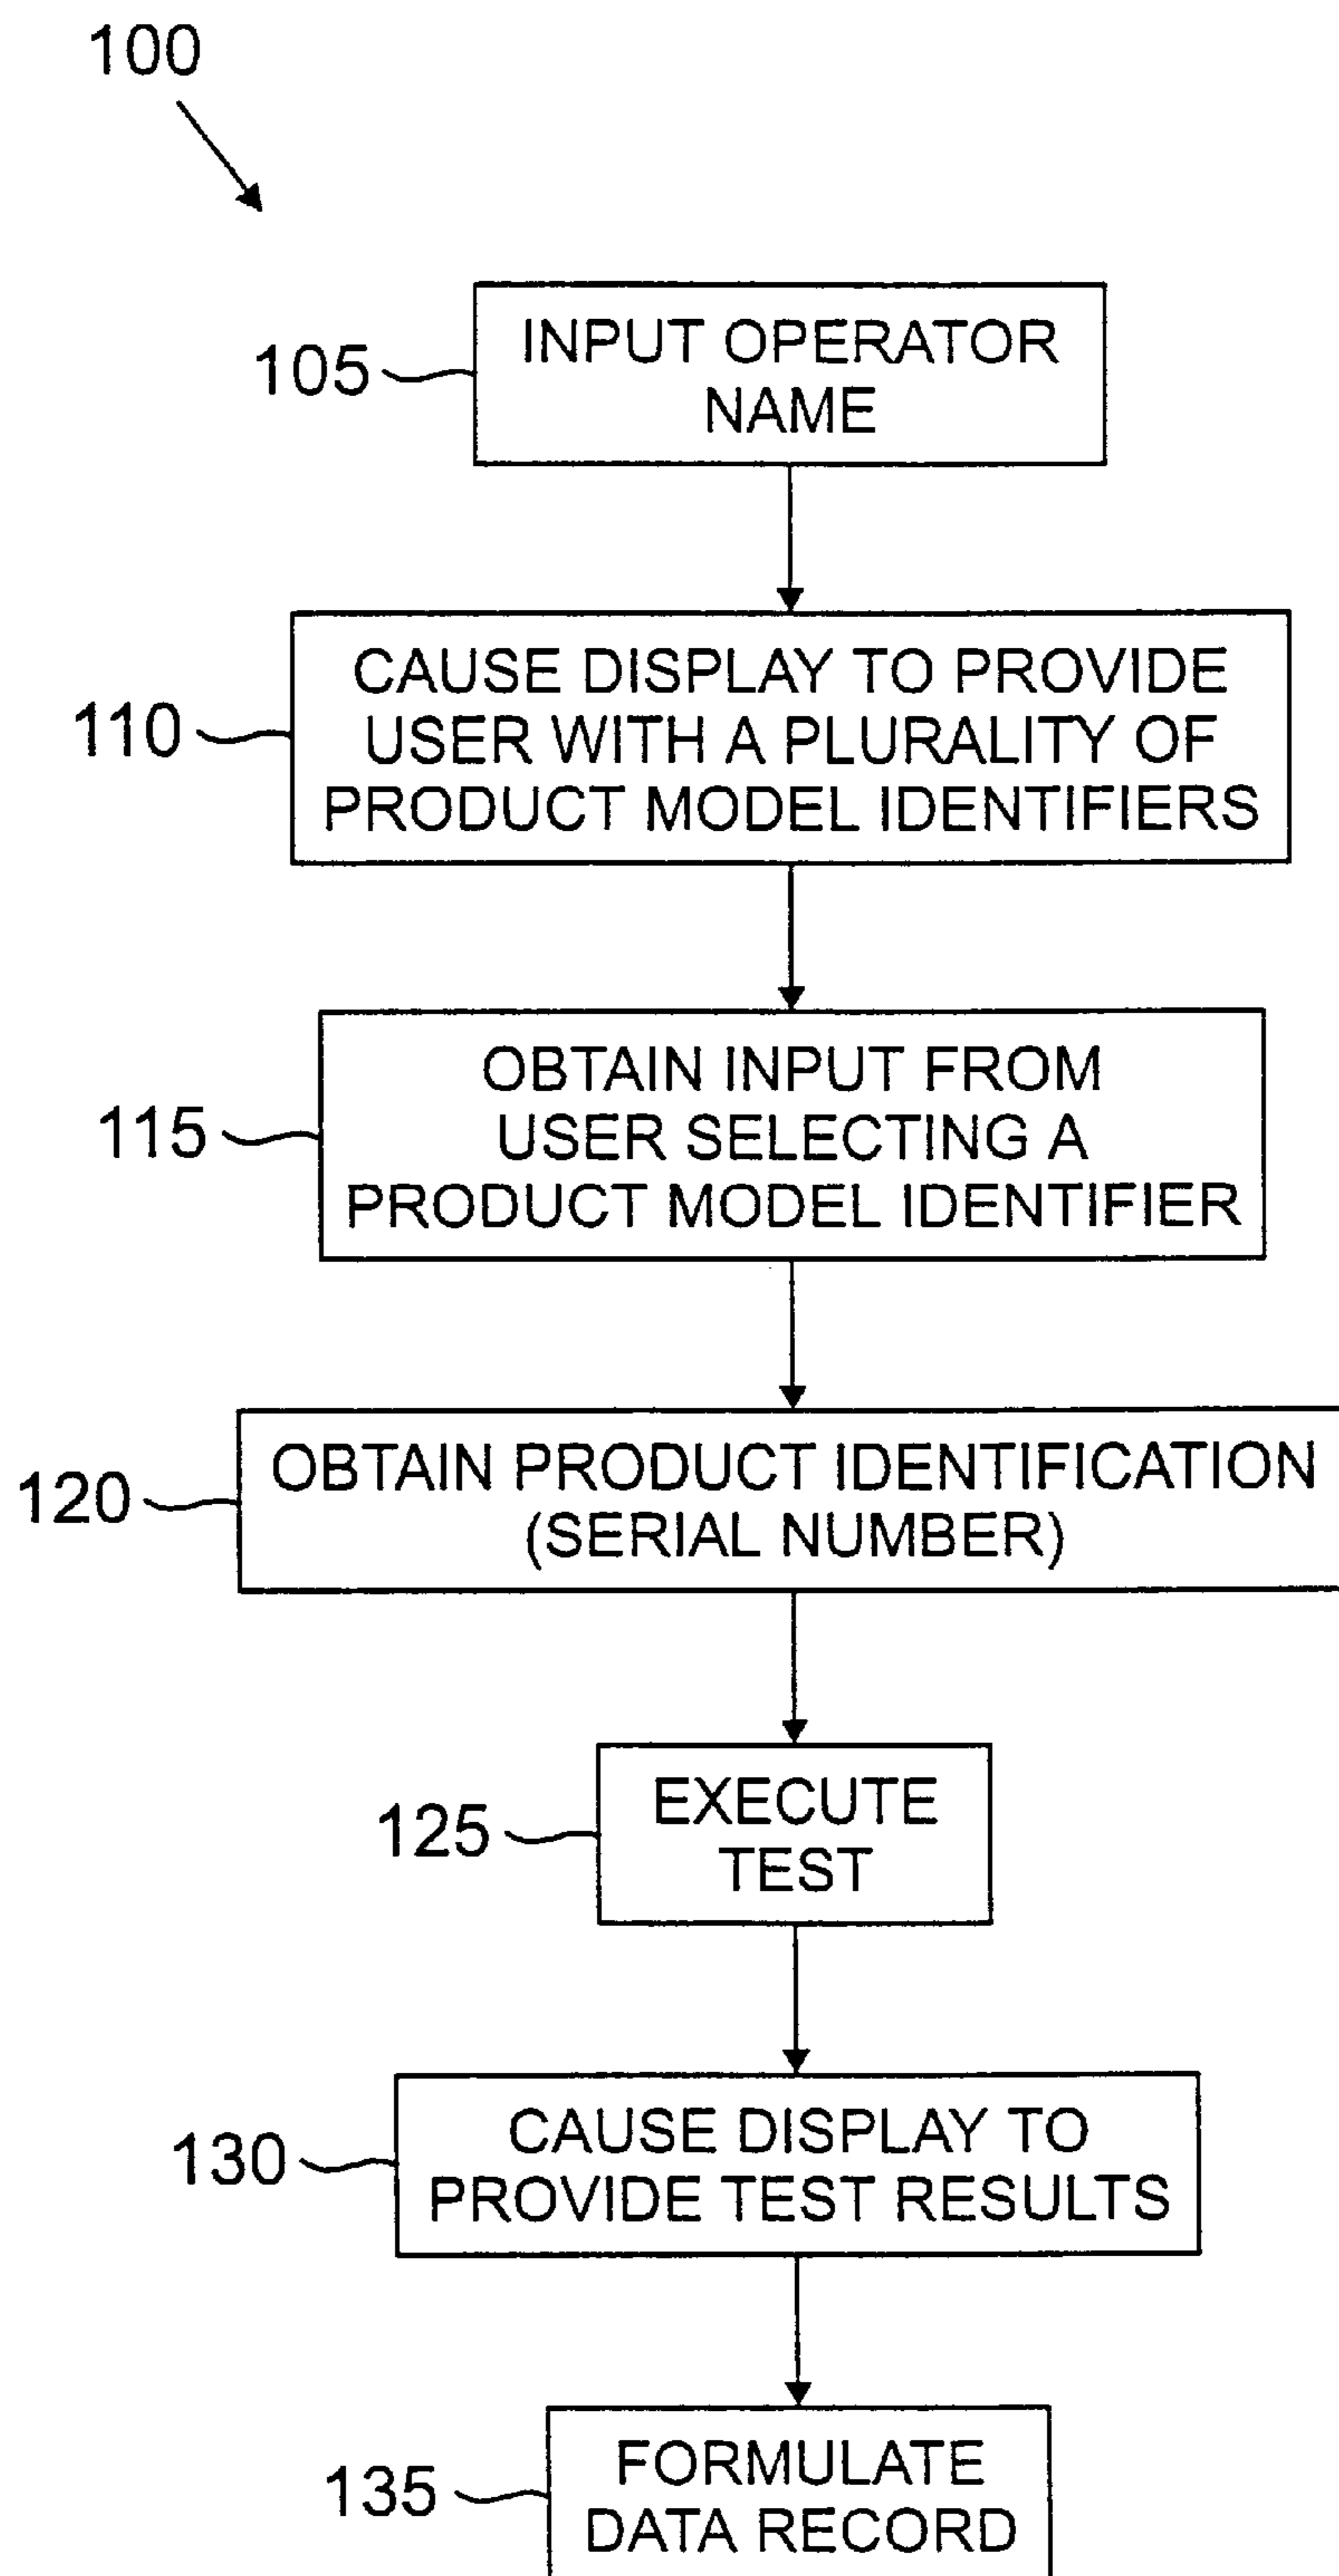 100
105
INPUT OPERATOR
NAME
110
CAUSE DISPLAY TO PROVIDE
USER WITH A PLURALITY OF
PRODUCT MODEL IDENTIFIERS
115
OBTAIN INPUT FROM
USER SELECTING A
PRODUCT MODEL IDENTIFIER
120
OBTAIN PRODUCT IDENTIFICATION
(SERIAL NUMBER)
125
EXECUTE
TEST
130
CAUSE DISPLAY TO
PROVIDE TEST RESULTS
135
FORMULATE
DATA RECORD